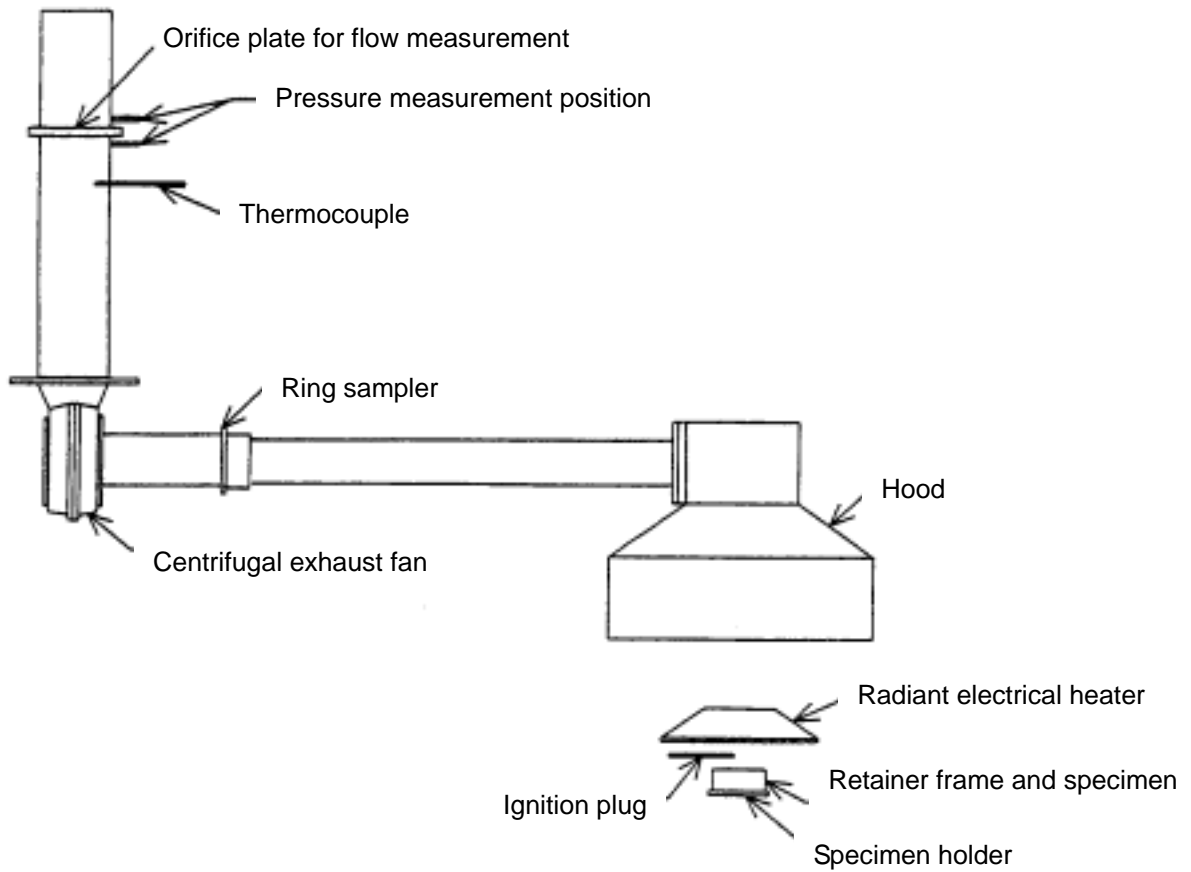 Orifice plate for flow measurement
Pressure measurement position
Thermocouple
Ring sampler
Hood
Centrifugal exhaust fan
Radiant electrical heater
Retainer frame and specimen
Ignition plug
Specimen holder